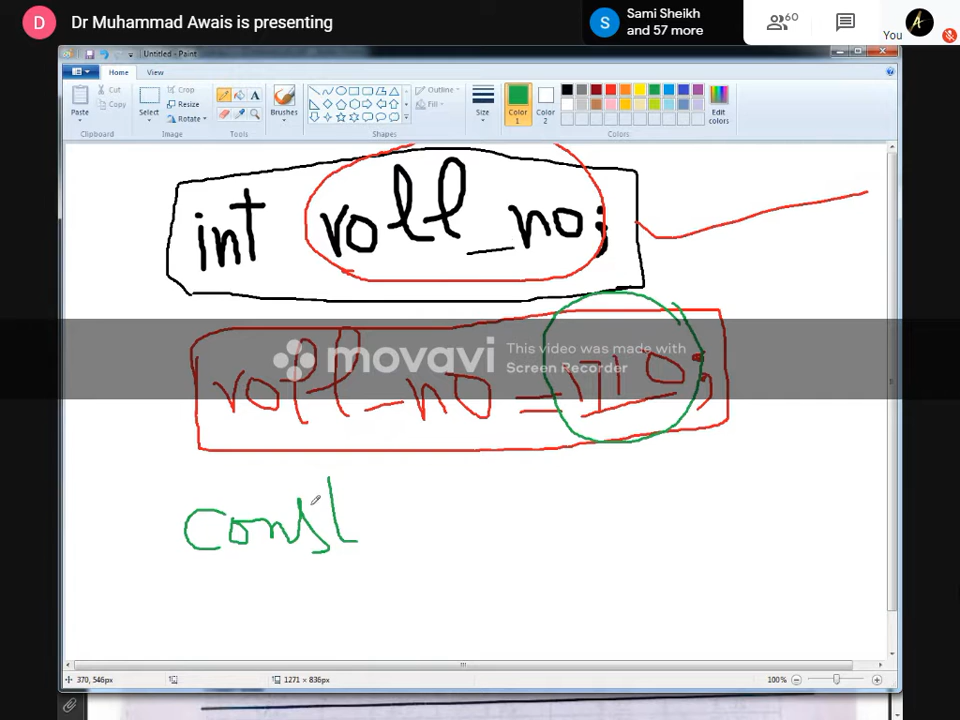 D Dr Muhammad Awais is presenting
S Sami Sheikh
and 57 more
60
You
Untitled - Paint
Home View
Paste
Cut
Copy
Clipboard
Select
Crop
Resize
Rotate
Image
Tools
A
Brushes
Shapes
Outline
Fill
Size
Color
1
Color
2
Edit
colors
Colors
int roll_no;
movavi
This video was made with
Screen Recorder
roll_no =
const
370, 546px
1271 × 836px
100%